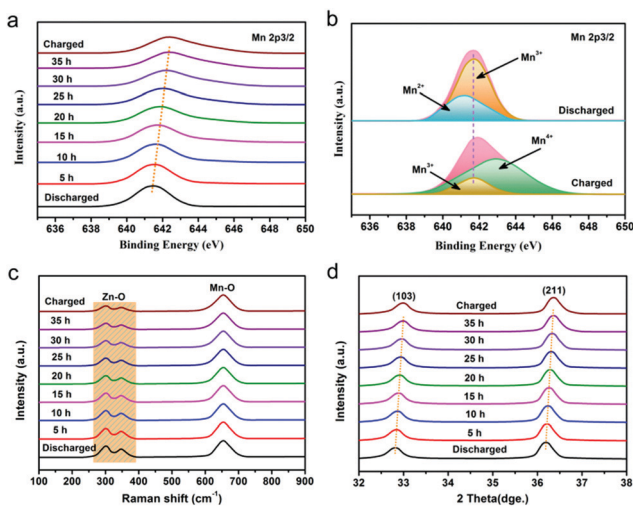 a
Mn 2p3/2
Charged
35 h
30 h
25 h
20 h
15 h
10 h
5 h
Discharged
Intensity (a.u.)
636 638 640 642 644 646 648 650
Binding Energy (eV)
b
Mn 2p3/2
Mn3+
Mn2+
Discharged
Mn3+
Mn4+
Charged
Intensity (a.u.)
636 638 640 642 644 646 648 650
Binding Energy (eV)
c
Zn-O
Mn-O
Charged
35 h
30 h
25 h
20 h
15 h
10 h
5 h
Discharged
Intensity (a.u.)
100 200 300 400 500 600 700 800 900
Raman shift (cm-1)
d
(103)
(211)
Charged
35 h
30 h
25 h
20 h
15 h
10 h
5 h
Discharged
Intensity (a.u.)
32 33 34 35 36 37 38
2 Theta(dge.)